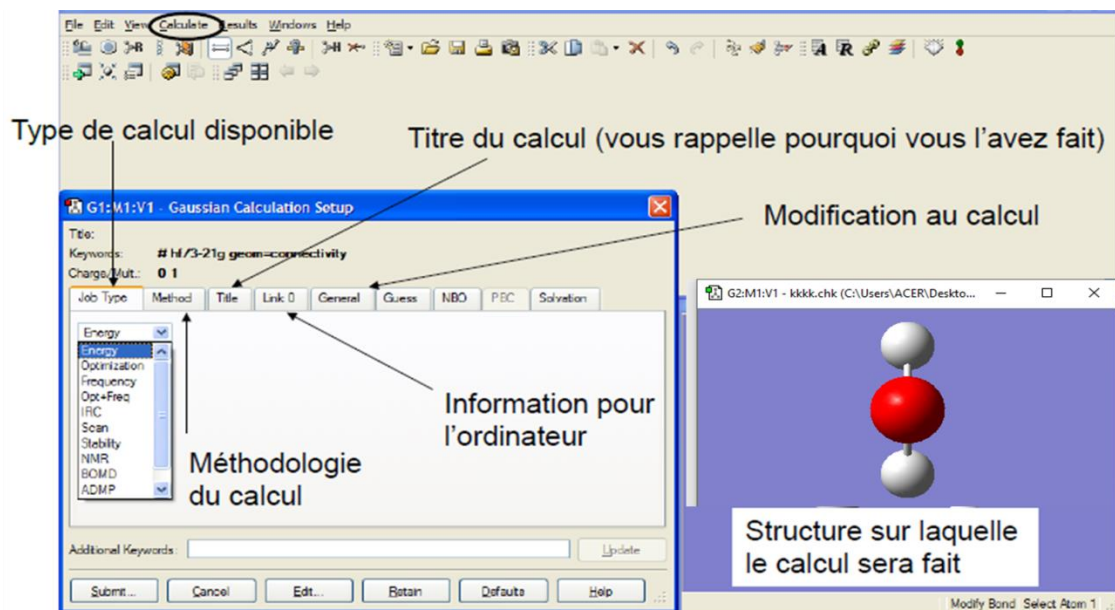 File Edit View Calculate Results Windows Help
Type de calcul disponible
Titre du calcul (vous rappelle pourquoi vous l'avez fait)
Modification au calcul
G1:M1:V1 - Gaussian Calculation Setup
Title:
Keywords: # hf/3-21g geom=connectivity
Charge/Mult.: 0 1
Job Type Method Title Link 0 General Guess NBO PBC Solvation
Energy
Energy
Optimization
Frequency
Opt+Freq
IRC
Scan
Stability
NMR
BOMD
ADMP
Information pour
l'ordinateur
Méthodologie
du calcul
Additional Keywords: Update
Submit... Cancel Edit... Retain Defaults Help
G2:M1:V1 - kkkk.chk (C:\Users\ACER\Deskto...
Structure sur laquelle
le calcul sera fait
Modify Bond Select Atom 1